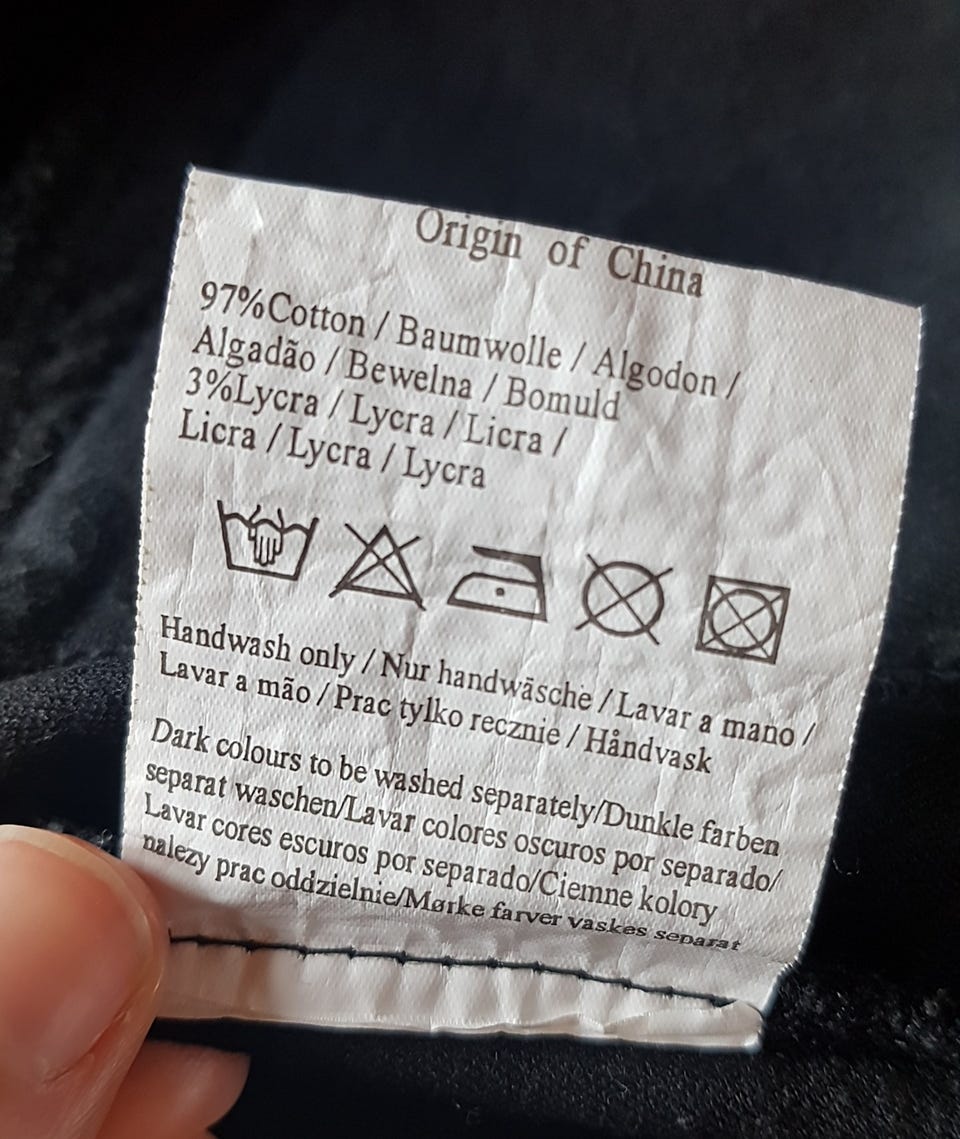 Origin of China
97%Cotton / Baumwolle / Algodon /
Algadão / Bewelna / Bomuld
3%Lycra / Lycra / Licra /
Licra / Lycra / Lycra
Handwash only / Nur handwäsche / Lavar a mano /
Lavar a mão / Prac tylko recznie / Håndvask
Dark colours to be washed separately/Dunkle farben
separat waschen/Lavar colores oscuros por separado/
Lavar cores escuros por separado/Ciemne kolory
nalezy prac oddzielnie/Mørke farver vaskes separat